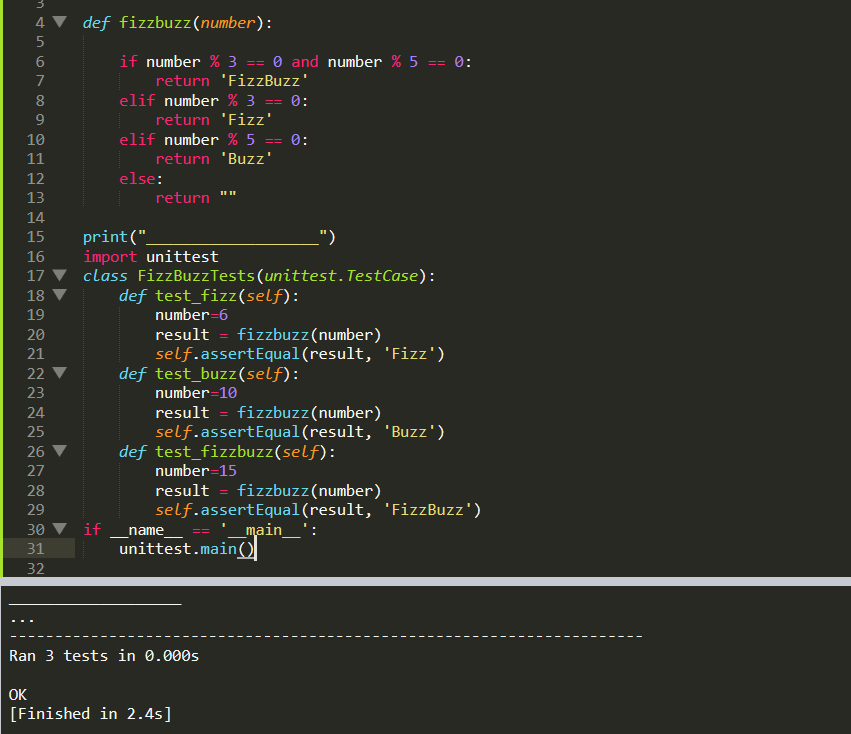 3
4 def fizzbuzz(number):
5
6     if number % 3 == 0 and number % 5 == 0:
7         return 'FizzBuzz'
8     elif number % 3 == 0:
9         return 'Fizz'
10     elif number % 5 == 0:
11         return 'Buzz'
12     else:
13         return ""
14
15 print("___________________")
16 import unittest
17 class FizzBuzzTests(unittest.TestCase):
18     def test_fizz(self):
19         number=6
20         result = fizzbuzz(number)
21         self.assertEqual(result, 'Fizz')
22     def test_buzz(self):
23         number=10
24         result = fizzbuzz(number)
25         self.assertEqual(result, 'Buzz')
26     def test_fizzbuzz(self):
27         number=15
28         result = fizzbuzz(number)
29         self.assertEqual(result, 'FizzBuzz')
30 if __name__ == '__main__':
31     unittest.main()
32
___________________
...
----------------------------------------------------------------------
Ran 3 tests in 0.000s

OK
[Finished in 2.4s]